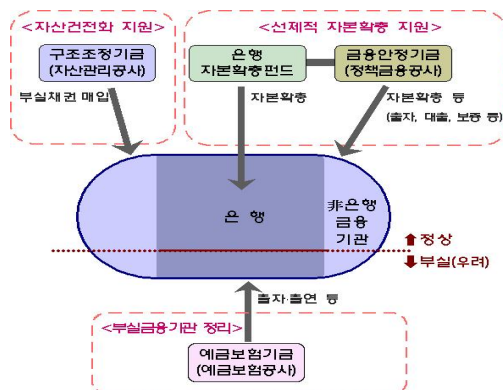 <자산건전화 지원>
구조조정기금
(자산관리공사)
부실채권 매입
<선제적 자본확충 지원>
은행
자본확충펀드
금융안정기금
(정책금융공사)
자본확충
자본확충 등
(출자, 대출, 보증 등)
은 행
非은행
금융
기관
정상
부실(우려)
출자·출연 등
<부실금융기관 정리>
예금보험기금
(예금보험공사)